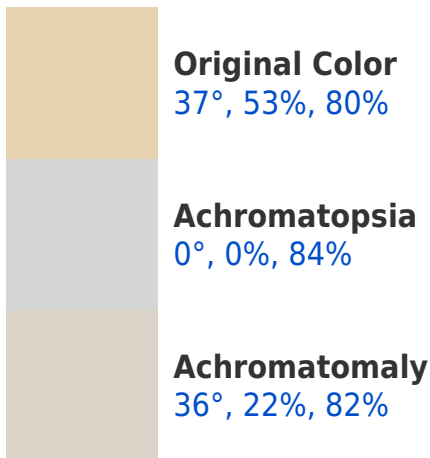 Original Color
37°, 53%, 80%
Achromatopsia
0°, 0%, 84%
Achromatomaly
36°, 22%, 82%